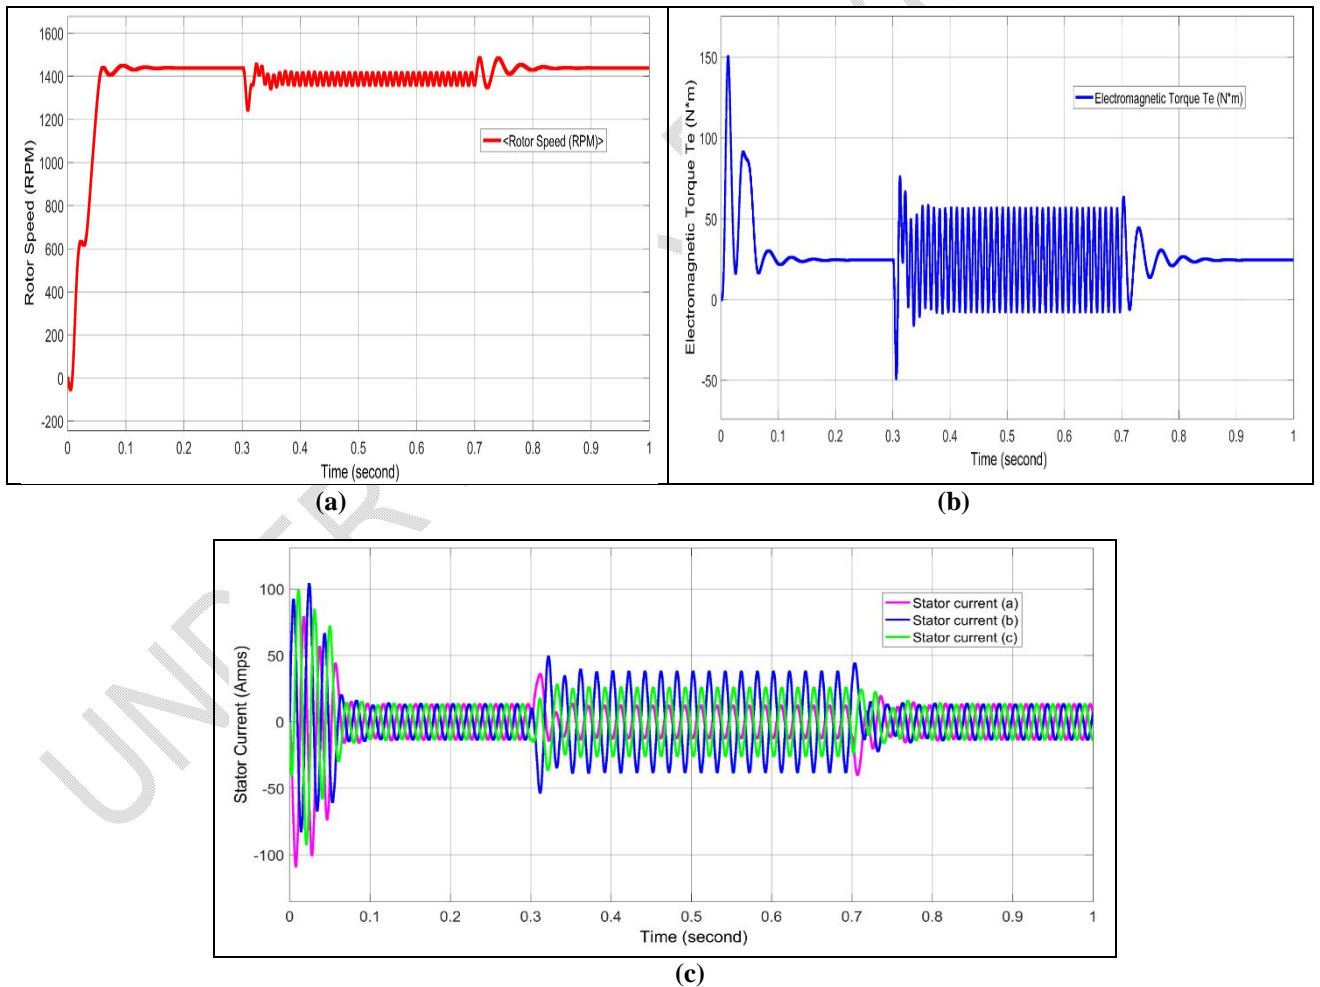 1600
1400
1200
1000
800
600
400
200
0
-200
Rotor Speed (RPM)
<Rotor Speed (RPM)>
0 0.1 0.2 0.3 0.4 0.5 0.6 0.7 0.8 0.9 1
Time (second)
(a)
150
100
50
0
-50
Electromagnetic Torque Te (N*m)
Electromagnetic Torque Te (N*m)
0 0.1 0.2 0.3 0.4 0.5 0.6 0.7 0.8 0.9 1
Time (second)
(b)
100
50
0
-50
-100
Stator Current (Amps)
Stator current (a)
Stator current (b)
Stator current (c)
0 0.1 0.2 0.3 0.4 0.5 0.6 0.7 0.8 0.9 1
Time (second)
(c)